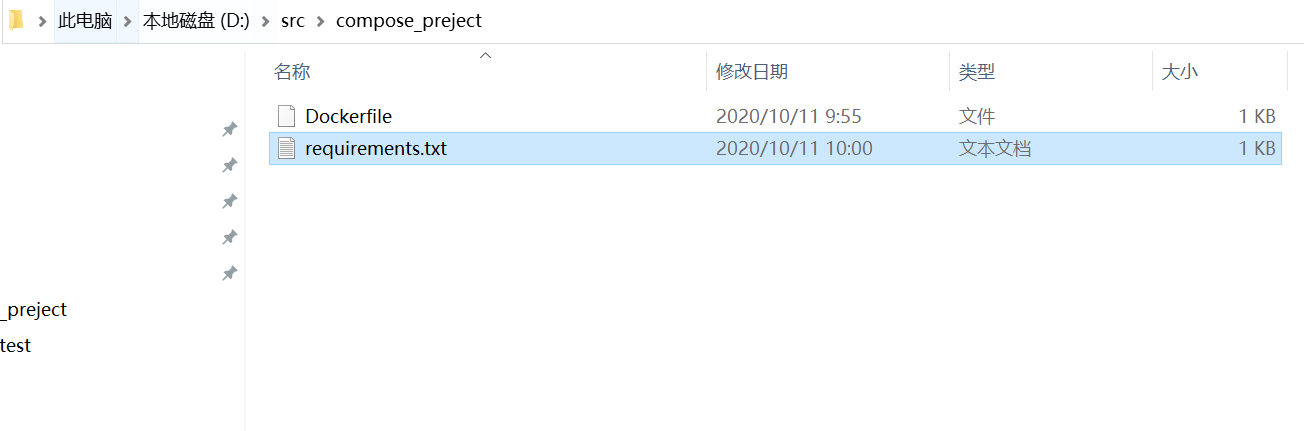 此电脑 本地磁盘 (D:) src compose_preject
名称 修改日期 类型 大小
Dockerfile 2020/10/11 9:55 文件 1 KB
requirements.txt 2020/10/11 10:00 文本文档 1 KB
_preject
test